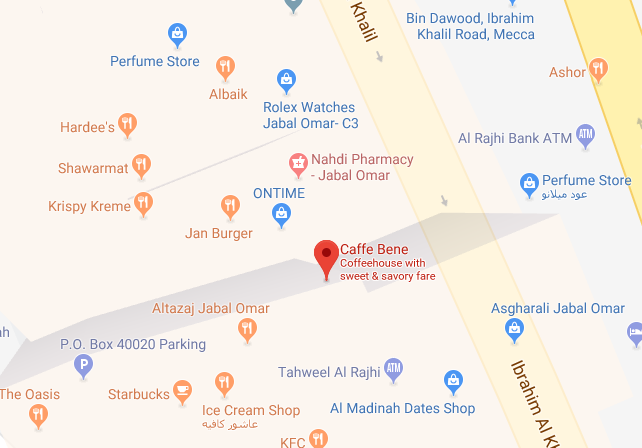 Khalil
Bin Dawood, Ibrahim
Khalil Road, Mecca
Perfume Store
Albaik
Ashor
Rolex Watches
Jabal Omar- C3
Hardee's
Al Rajhi Bank ATM
ATM
Nahdi Pharmacy
- Jabal Omar
Shawarmat
Perfume Store
عود ميلانو
ONTIME
Krispy Kreme
Jan Burger
Caffe Bene
Coffeehouse with
sweet & savory fare
Altazaj Jabal Omar
Asgharali Jabal Omar
ah
P.O. Box 40020 Parking
P
Tahweel Al Rajhi
ATM
The Oasis
Starbucks
Ice Cream Shop
عاشور كافيه
Al Madinah Dates Shop
Ibrahim Al Kh
KFC